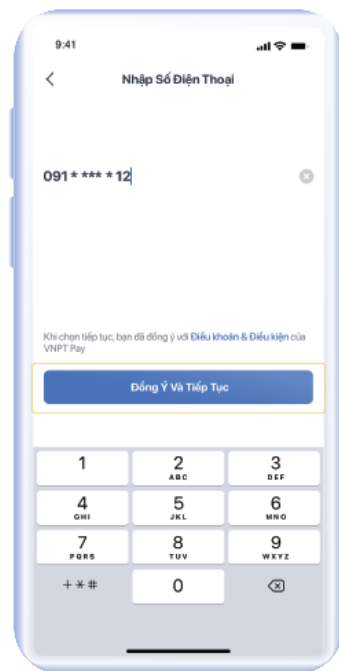 9:41
Nhập Số Điện Thoại
091 * *** * 12
Khi chọn tiếp tục, bạn đã đồng ý với Điều khoản & Điều kiện của
VNPT Pay
Đồng Ý Và Tiếp Tục
1 2 3
ABC DEF
4 5 6
GHI JKL MNO
7 8 9
PQRS TUV WXYZ
+ * # 0